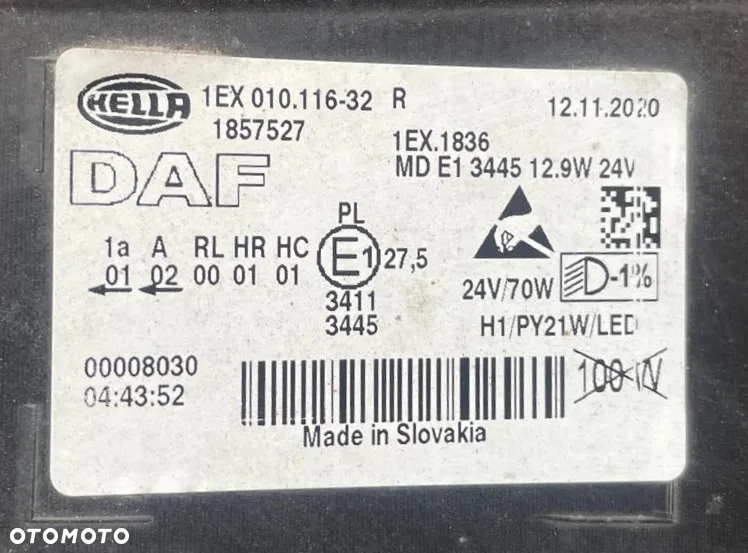 HELLA 1EX 010.116-32 R 12.11.2020
1857527 1EX.1836
MD E1 3445 12.9W 24V
DAF
1a A RL HR HC PL
01 02 00 01 01 E1 27,5
3411
3445
24V/70W D-1%
H1/PY21W/LED
00008030
04:43:52
100W
Made in Slovakia
OTOMOTO